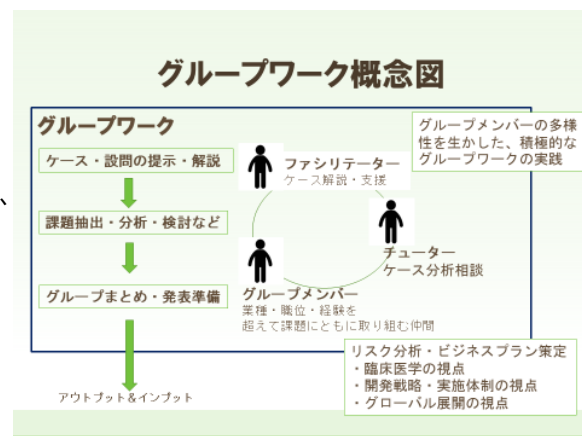 グループワーク概念図
グループワーク
グループメンバーの多様
性を生かした、積極的な
グループワークの実践
ケース・設問の提示・解説
ファシリテーター
ケース解説・支援
、
課題抽出・分析・検討など
チューター
ケース分析相談
グループまとめ・発表準備
グループメンバー
業種・職位・経験を
超えて課題にともに取り組む仲間
リスク分析・ビジネスプラン策定
・臨床医学の視点
・開発戦略・実施体制の視点
・グローバル展開の視点
アウトプット&インプット